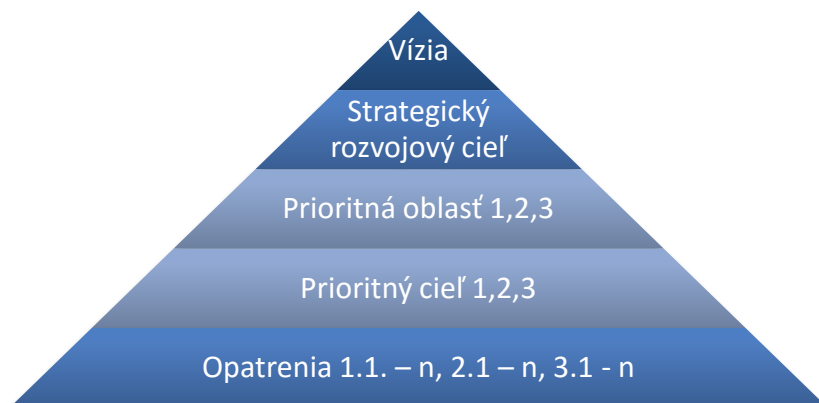 Vízia
Strategický
rozvojový cieľ
Prioritná oblasť 1,2,3
Prioritný cieľ 1,2,3
Opatrenia 1.1. – n, 2.1 – n, 3.1 - n